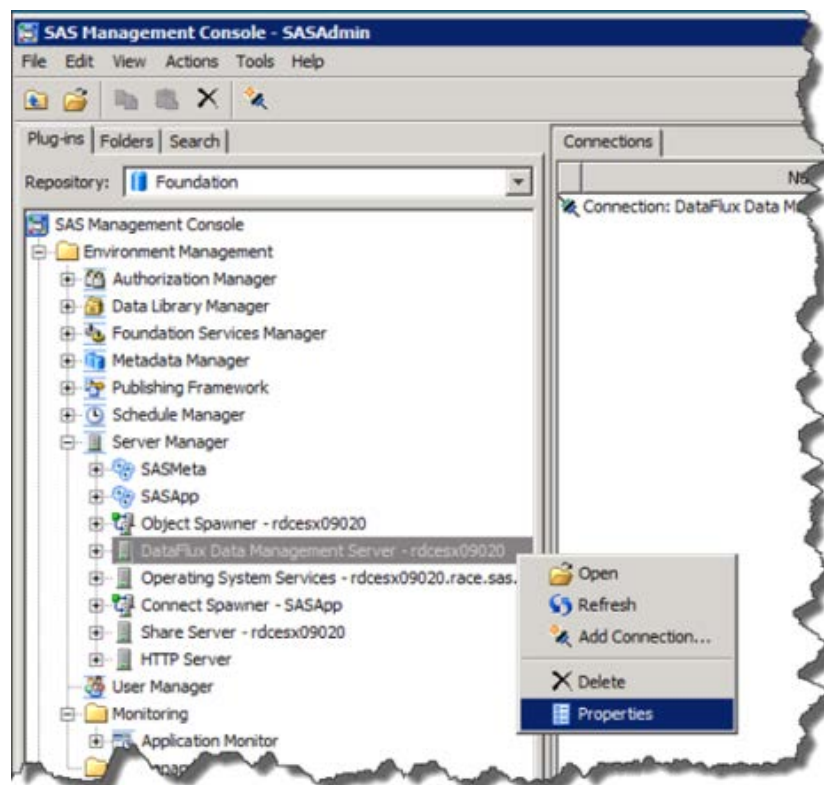 SAS Management Console - SASAdmin
File Edit View Actions Tools Help
Plug-ins Folders Search
Repository: Foundation
SAS Management Console
Environment Management
Authorization Manager
Data Library Manager
Foundation Services Manager
Metadata Manager
Publishing Framework
Schedule Manager
Server Manager
SASMeta
SASApp
Object Spawner - rdcesx09020
DataFlux Data Management Server - rdcesx09020
Operating System Services - rdcesx09020.race.sas.
Connect Spawner - SASApp
Share Server - rdcesx09020
HTTP Server
User Manager
Monitoring
Application Monitor
Connections
Connection: DataFlux Data
Open
Refresh
Add Connection...
Delete
Properties